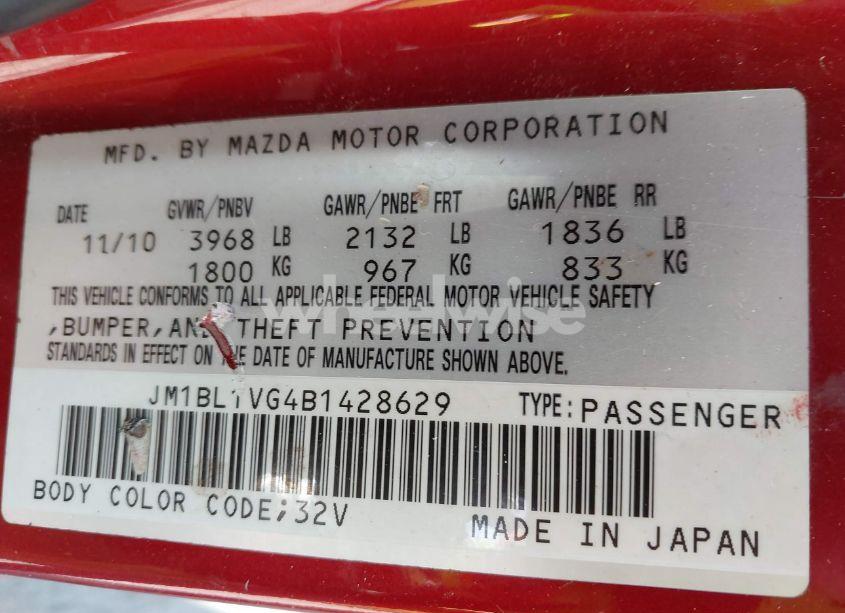 MFD. BY MAZDA MOTOR CORPORATION
DATE GVWR/PNBV GAWR/PNBE FRT GAWR/PNBE RR
11/10 3968 LB 2132 LB 1836 LB
1800 KG 967 KG 833 KG
THIS VEHICLE CONFORMS TO ALL APPLICABLE FEDERAL MOTOR VEHICLE SAFETY
,BUMPER,AND THEFT PREVENTION
STANDARDS IN EFFECT ON THE DATE OF MANUFACTURE SHOWN ABOVE.
JM1BL1VG4B1428629 TYPE:PASSENGER
BODY COLOR CODE;32V
MADE IN JAPAN
wheelwise